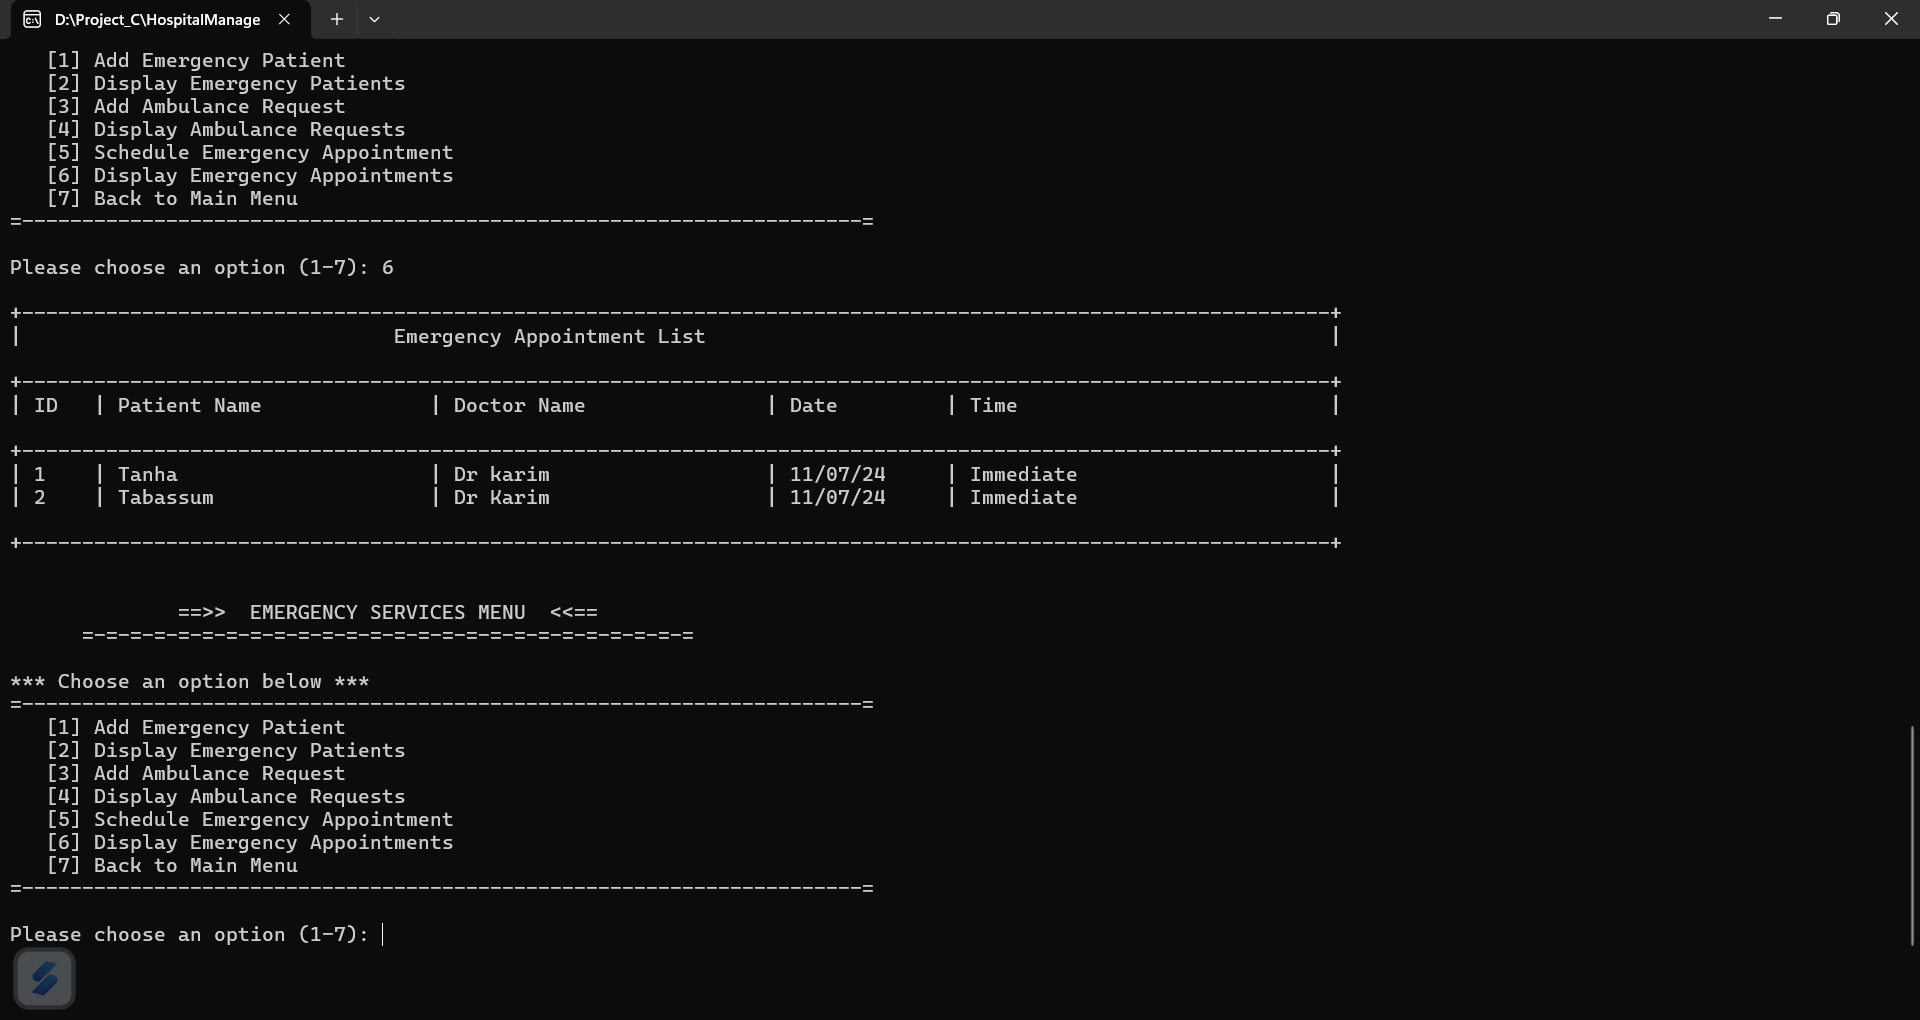 D:\Project_C\HospitalManage
[1] Add Emergency Patient
[2] Display Emergency Patients
[3] Add Ambulance Request
[4] Display Ambulance Requests
[5] Schedule Emergency Appointment
[6] Display Emergency Appointments
[7] Back to Main Menu
=----------------------------------------------------------------------=
Please choose an option (1-7): 6
+-------------------------------------------------------------------------------------------------------------+
| Emergency Appointment List |
+-------------------------------------------------------------------------------------------------------------+
| ID | Patient Name | Doctor Name | Date | Time |
+-------------------------------------------------------------------------------------------------------------+
| 1 | Tanha | Dr karim | 11/07/24 | Immediate |
| 2 | Tabassum | Dr Karim | 11/07/24 | Immediate |
+-------------------------------------------------------------------------------------------------------------+
==>> EMERGENCY SERVICES MENU <<==
=-=-=-=-=-=-=-=-=-=-=-=-=-=-=-=-=-=-=-=-=-=-=-=-=-=
*** Choose an option below ***
=----------------------------------------------------------------------=
[1] Add Emergency Patient
[2] Display Emergency Patients
[3] Add Ambulance Request
[4] Display Ambulance Requests
[5] Schedule Emergency Appointment
[6] Display Emergency Appointments
[7] Back to Main Menu
=----------------------------------------------------------------------=
Please choose an option (1-7):